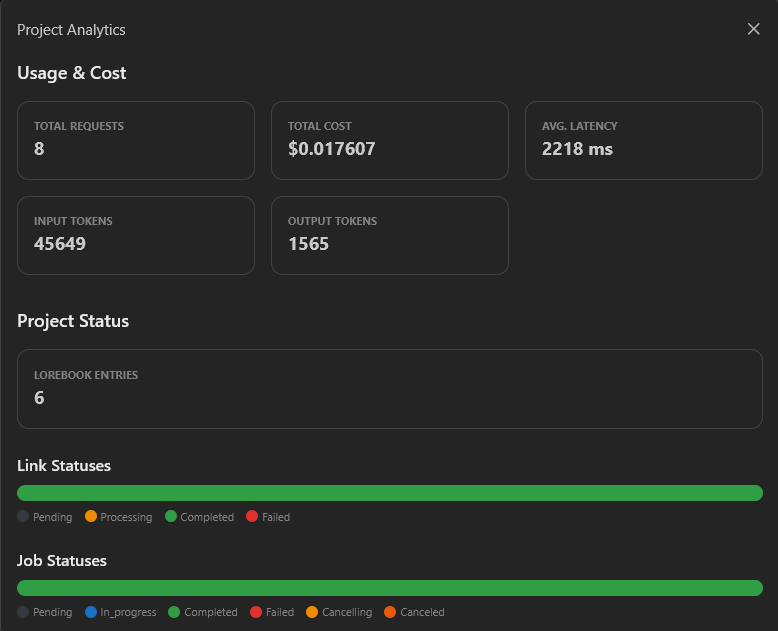 Project Analytics
Usage & Cost
TOTAL REQUESTS
8
TOTAL COST
$0.017607
AVG. LATENCY
2218 ms
INPUT TOKENS
45649
OUTPUT TOKENS
1565
Project Status
LOREBOOK ENTRIES
6
Link Statuses
Pending Processing Completed Failed
Job Statuses
Pending In_progress Completed Failed Cancelling Canceled